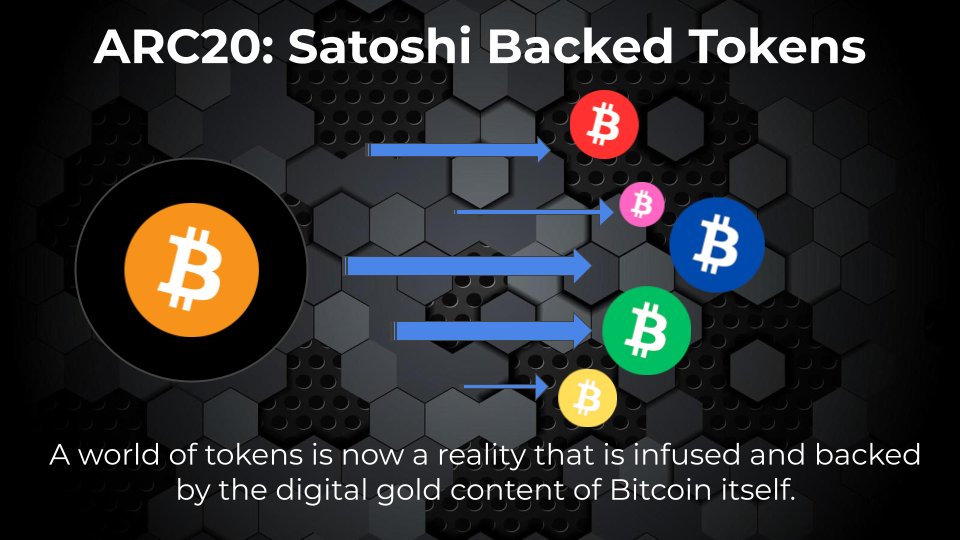 ARC20: Satoshi Backed Tokens
A world of tokens is now a reality that is infused and backed
by the digital gold content of Bitcoin itself.